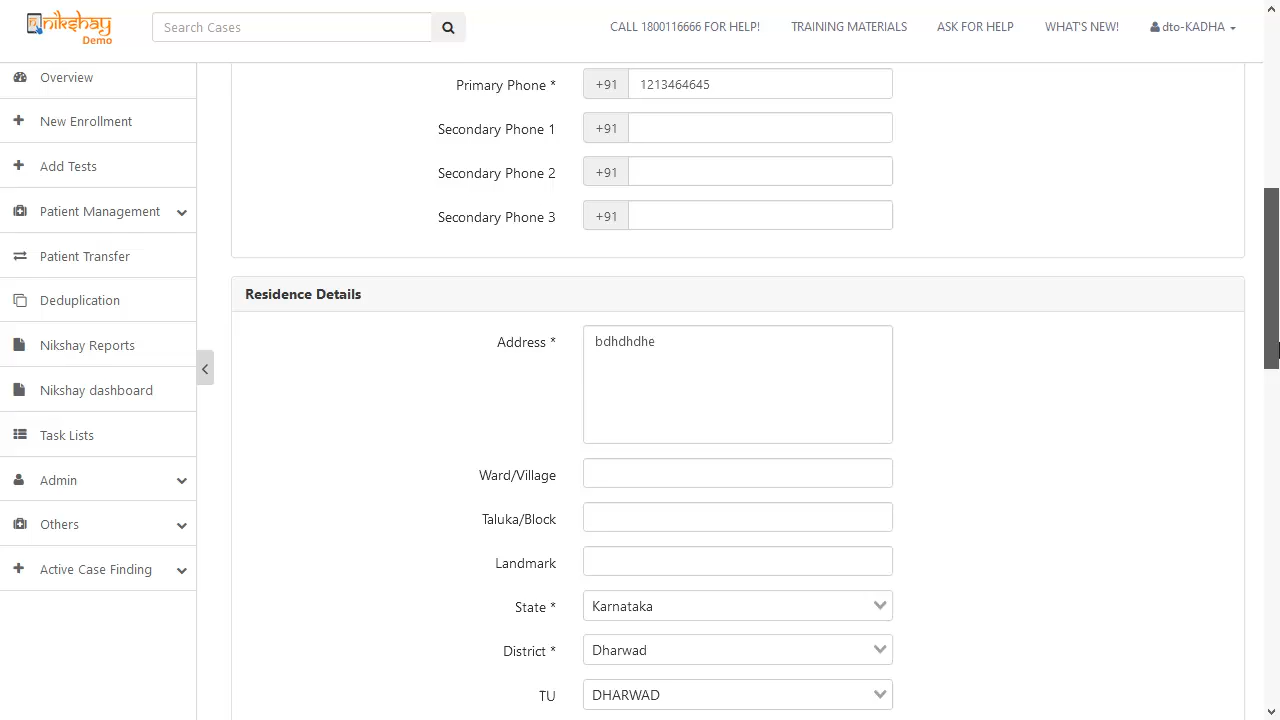 nikshay
Demo
Search Cases
CALL 1800116666 FOR HELP!
TRAINING MATERIALS
ASK FOR HELP
WHAT'S NEW!
dto-KADHA
Overview
New Enrollment
Add Tests
Patient Management
Patient Transfer
Deduplication
Nikshay Reports
Nikshay dashboard
Task Lists
Admin
Others
Active Case Finding
Primary Phone * +91 1213464645
Secondary Phone 1 +91
Secondary Phone 2 +91
Secondary Phone 3 +91
Residence Details
Address * bdhdhdhe
Ward/Village
Taluka/Block
Landmark
State * Karnataka
District * Dharwad
TU DHARWAD